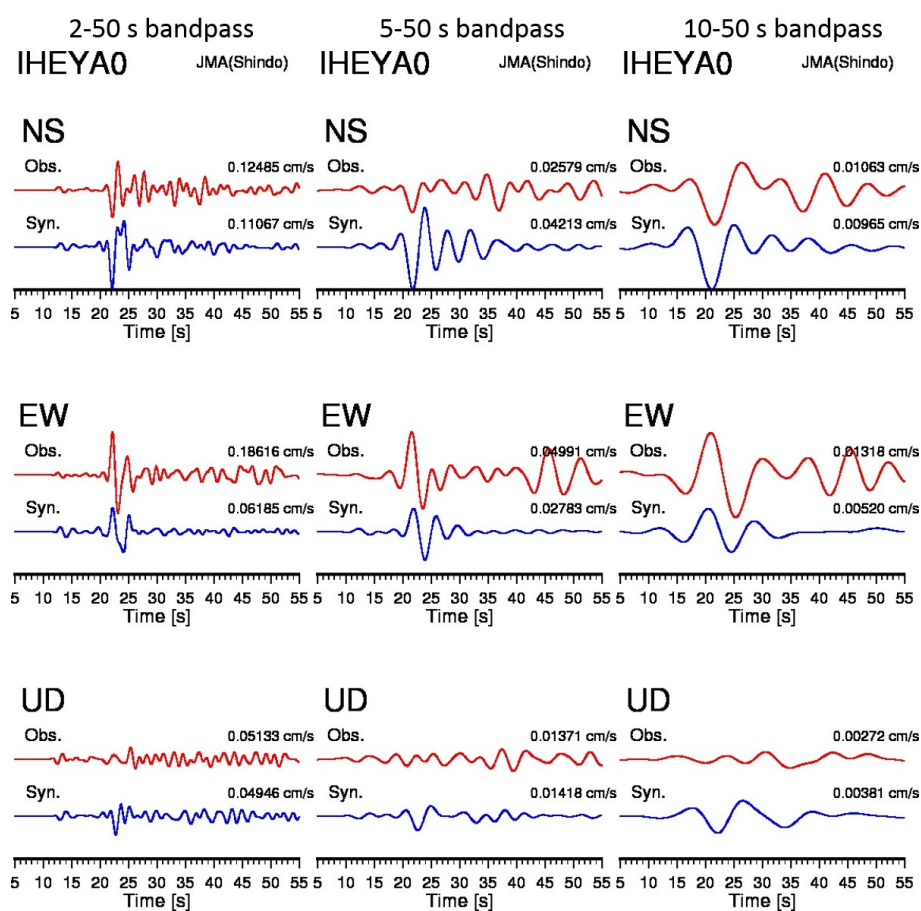 2-50 s bandpass 5-50 s bandpass 10-50 s bandpass
IHEYA0 JMA(Shindo) IHEYA0 JMA(Shindo) IHEYA0 JMA(Shindo)
NS NS NS
Obs. 0.12485 cm/s Obs. 0.02579 cm/s Obs. 0.01063 cm/s
Syn. 0.11067 cm/s Syn. 0.04213 cm/s Syn. 0.00965 cm/s
5 10 15 20 25 30 35 40 45 50 55 5 10 15 20 25 30 35 40 45 50 55 5 10 15 20 25 30 35 40 45 50 55
Time [s] Time [s] Time [s]
EW EW EW
Obs. 0.18616 cm/s Obs. 0.04991 cm/s Obs. 0.01318 cm/s
Syn. 0.06185 cm/s Syn. 0.02783 cm/s Syn. 0.00520 cm/s
5 10 15 20 25 30 35 40 45 50 55 5 10 15 20 25 30 35 40 45 50 55 5 10 15 20 25 30 35 40 45 50 55
Time [s] Time [s] Time [s]
UD UD UD
Obs. 0.05133 cm/s Obs. 0.01371 cm/s Obs. 0.00272 cm/s
Syn. 0.04946 cm/s Syn. 0.01418 cm/s Syn. 0.00381 cm/s
5 10 15 20 25 30 35 40 45 50 55 5 10 15 20 25 30 35 40 45 50 55 5 10 15 20 25 30 35 40 45 50 55
Time [s] Time [s] Time [s]